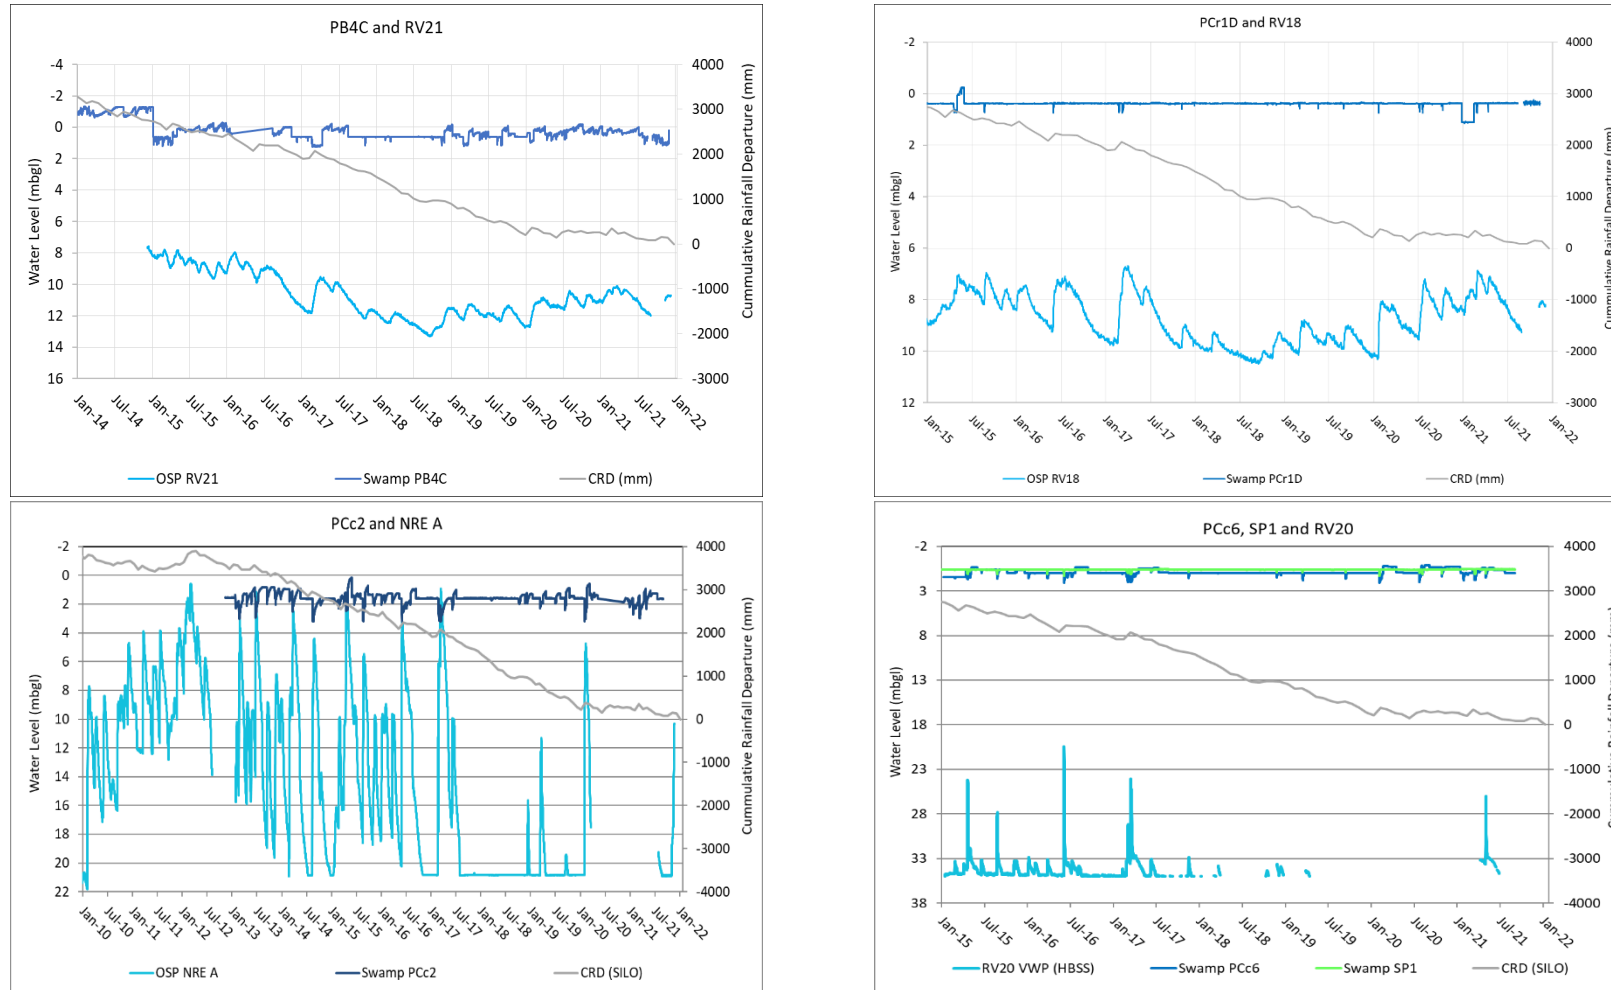 PB4C and RV21
-4
-2
0
2
4
6
8
10
12
14
16
Water Level (mbgl)
4000
3000
2000
1000
0
-1000
-2000
-3000
Cummulative Rainfall Departure (mm)
Jan-14
Jul-14
Jan-15
Jul-15
Jan-16
Jul-16
Jan-17
Jul-17
Jan-18
Jul-18
Jan-19
Jul-19
Jan-20
Jul-20
Jan-21
Jul-21
Jan-22
OSP RV21
Swamp PB4C
CRD (mm)
PCr1D and RV18
-2
0
2
4
6
8
10
12
Water Level (mbgl)
4000
3000
2000
1000
0
-1000
-2000
-3000
Cummulative Rainfall Departure (mm)
Jan-15
Jul-15
Jan-16
Jul-16
Jan-17
Jul-17
Jan-18
Jul-18
Jan-19
Jul-19
Jan-20
Jul-20
Jan-21
Jul-21
Jan-22
OSP RV18
Swamp PCr1D
CRD (mm)
PCc2 and NRE A
-2
0
2
4
6
8
10
12
14
16
18
20
22
Water Level (mbgl)
4000
3000
2000
1000
0
-1000
-2000
-3000
-4000
Cummulative Rainfall Departure (mm)
Jan-10
Jul-10
Jan-11
Jul-11
Jan-12
Jul-12
Jan-13
Jul-13
Jan-14
Jul-14
Jan-15
Jul-15
Jan-16
Jul-16
Jan-17
Jul-17
Jan-18
Jul-18
Jan-19
Jul-19
Jan-20
Jul-20
Jan-21
Jul-21
Jan-22
OSP NRE A
Swamp PCc2
CRD (SILO)
PCc6, SP1 and RV20
-2
3
8
13
18
23
28
33
38
Water Level (mbgl)
4000
3000
2000
1000
0
-1000
-2000
-3000
-4000
Rainfall Departure (mm)
Jan-15
Jul-15
Jan-16
Jul-16
Jan-17
Jul-17
Jan-18
Jul-18
Jan-19
Jul-19
Jan-20
Jul-20
Jan-21
Jul-21
Jan-22
RV20 VWP (HBSS)
Swamp PCc6
Swamp SP1
CRD (SILO)